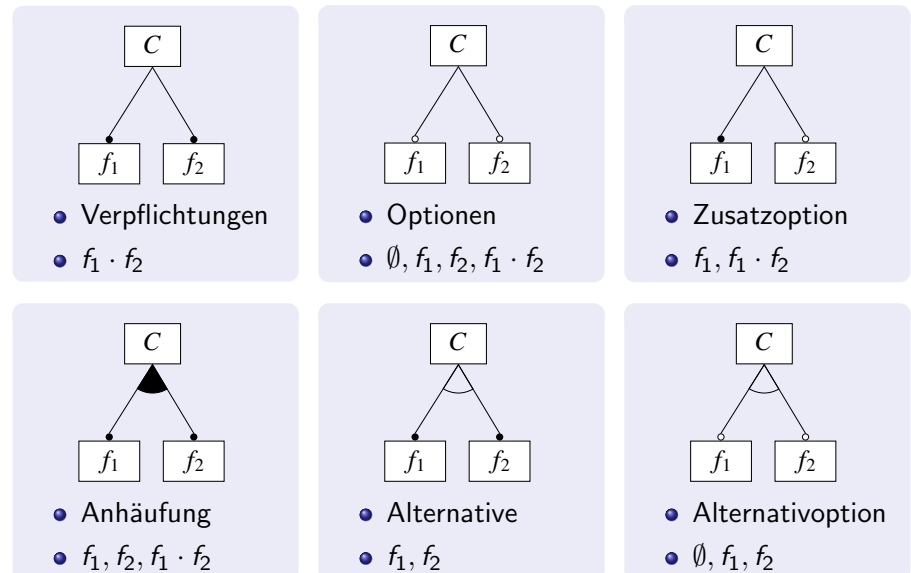 C
f₁ f₂
Verpflichtungen
f₁ · f₂
C
f₁ f₂
Optionen
∅, f₁, f₂, f₁ · f₂
C
f₁ f₂
Zusatzoption
f₁, f₁ · f₂
C
f₁ f₂
Anhäufung
f₁, f₂, f₁ · f₂
C
f₁ f₂
Alternative
f₁, f₂
C
f₁ f₂
Alternativoption
∅, f₁, f₂